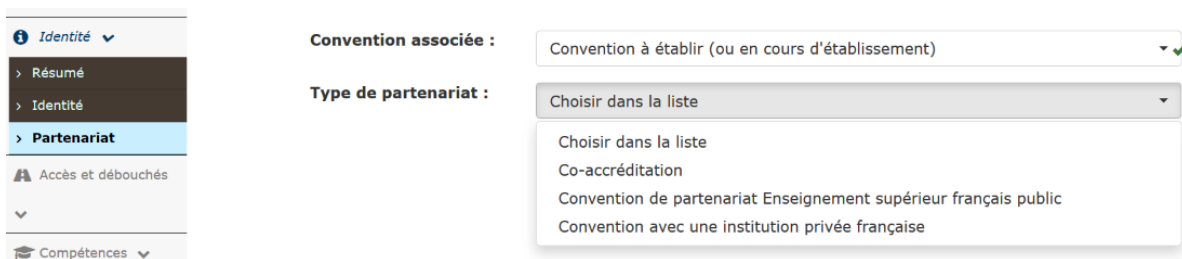 Identité
Résumé
Identité
Partenariat
Accès et débouchés
Compétences
Convention associée :
Convention à établir (ou en cours d'établissement)
Type de partenariat :
Choisir dans la liste
Choisir dans la liste
Co-accréditation
Convention de partenariat Enseignement supérieur français public
Convention avec une institution privée française